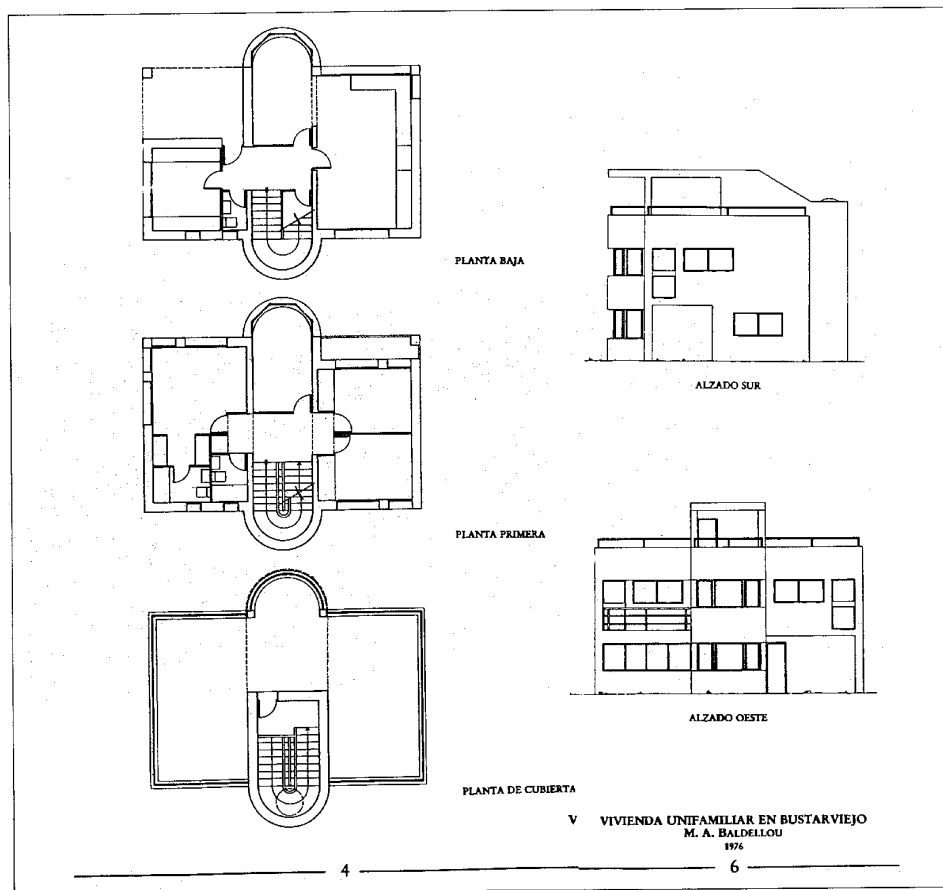 PLANTA BAJA
ALZADO SUR
PLANTA PRIMERA
ALZADO OESTE
PLANTA DE CUBIERTA
V VIVIENDA UNIFAMILIAR EN BUSTARVIEJO
M. A. BALDELLOU
1976
4 6